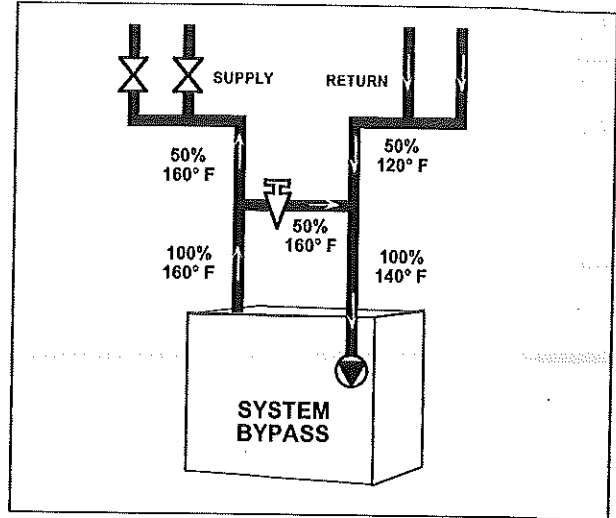 SUPPLY
RETURN
50%
160° F
50%
120° F
50%
160° F
100%
160° F
100%
140° F
SYSTEM
BYPASS